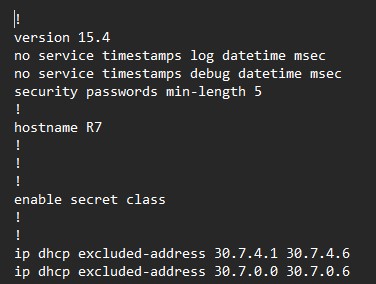 !
version 15.4
no service timestamps log datetime msec
no service timestamps debug datetime msec
security passwords min-length 5
!
hostname R7
!
!
!
enable secret class
!
!
ip dhcp excluded-address 30.7.4.1 30.7.4.6
ip dhcp excluded-address 30.7.0.0 30.7.0.6